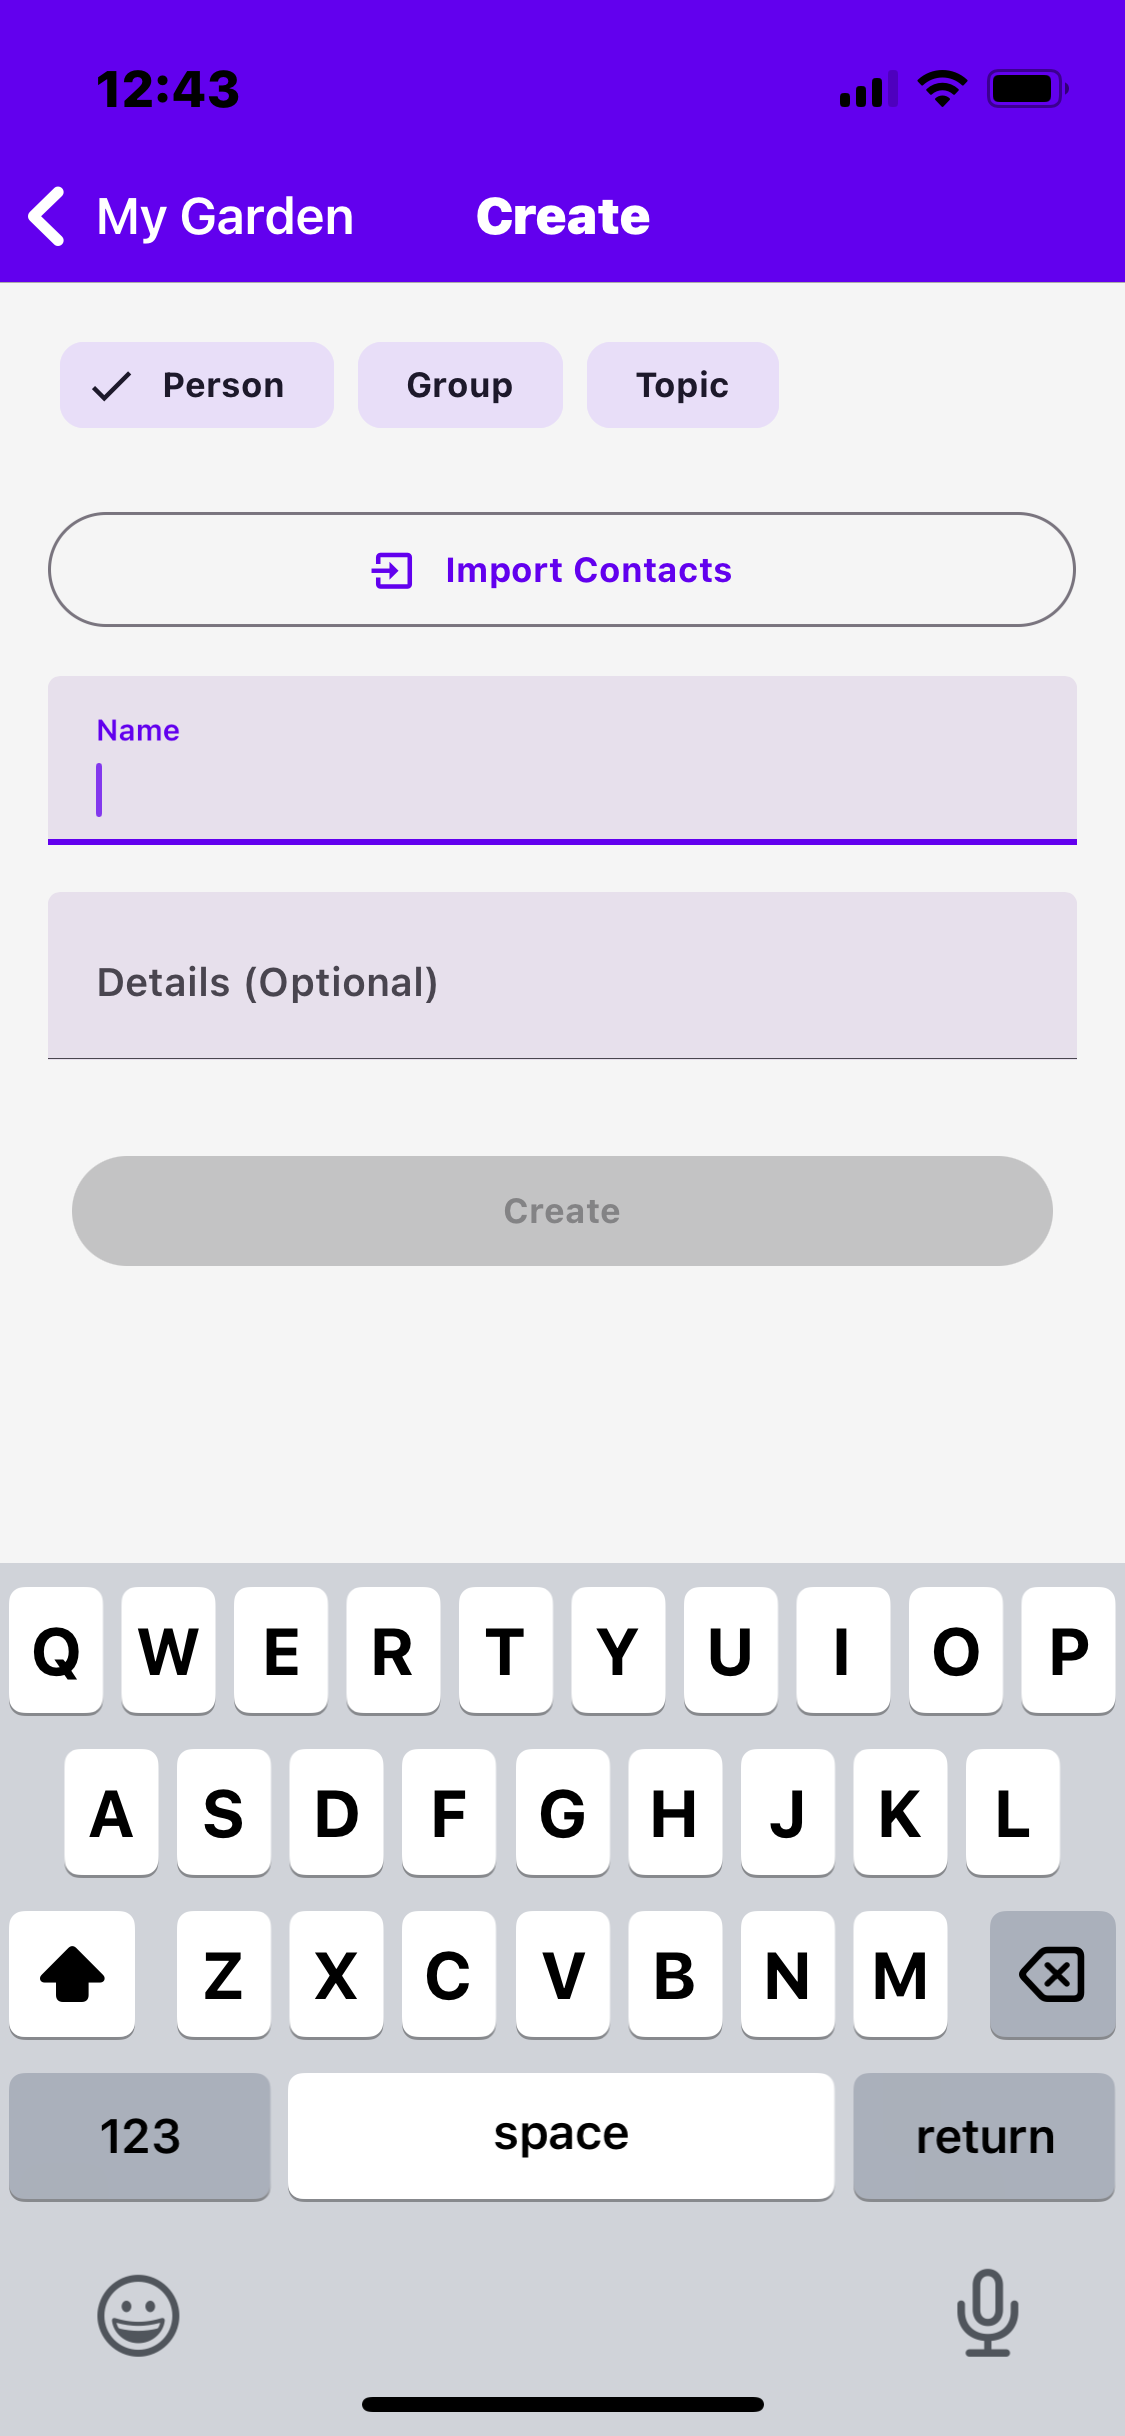 12:43
My Garden Create
Person Group Topic
Import Contacts
Name
Details (Optional)
Create
Q W E R T Y U I O P
A S D F G H J K L
Z X C V B N M
123 space return